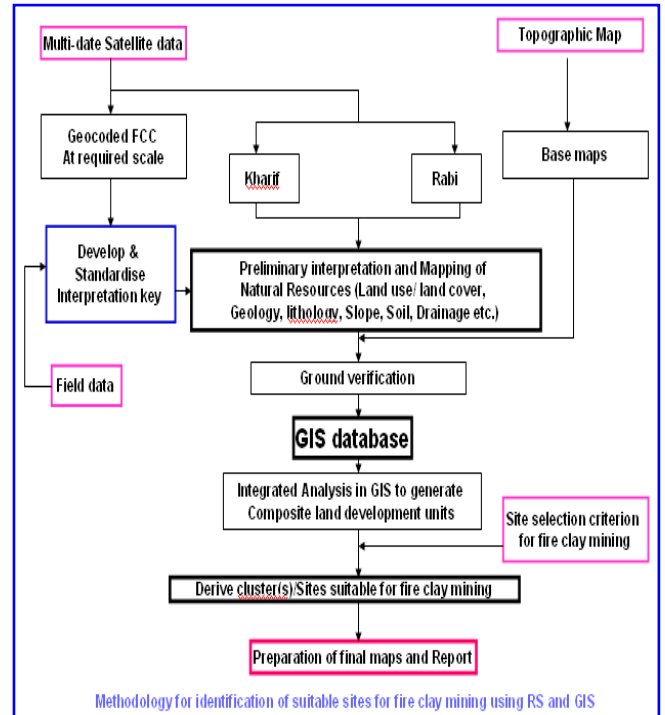 Multi-date Satellite data
Topographic Map
Geocoded FCC
At required scale
Kharif
Rabi
Base maps
Develop &
Standardise
Interpretation key
Preliminary interpretation and Mapping of
Natural Resources (Land use/ land cover,
Geology, lithology, Slope, Soil, Drainage etc.)
Field data
Ground verification
GIS database
Integrated Analysis in GIS to generate
Composite land development units
Site selection criterion
for fire clay mining
Derive cluster(s)/Sites suitable for fire clay mining
Preparation of final maps and Report
Methodology for identification of suitable sites for fire clay mining using RS and GIS